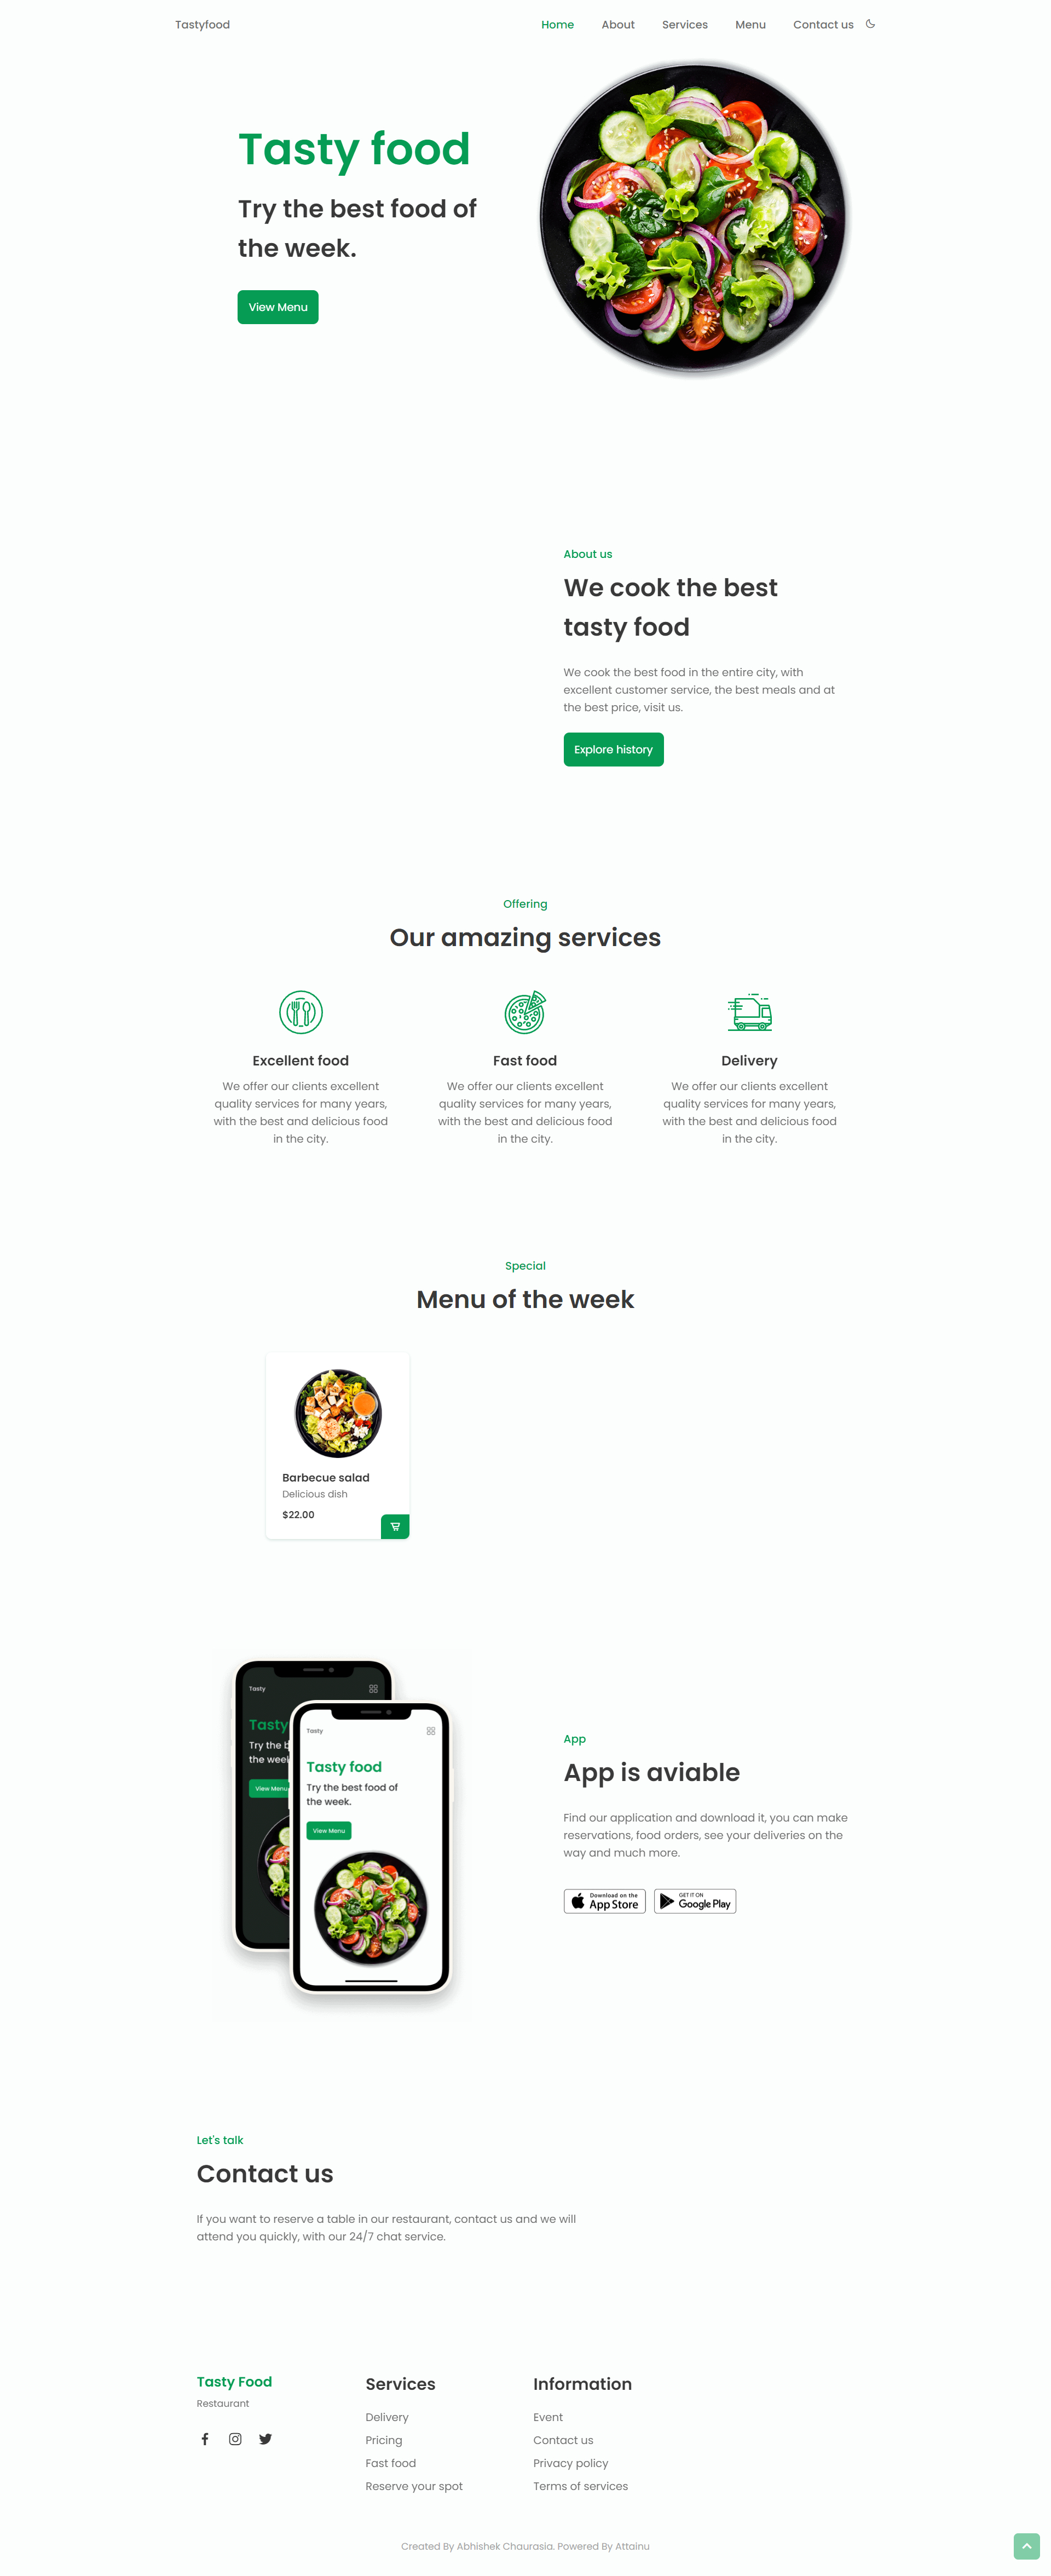 Tastyfood
Home
About
Services
Menu
Contact us
Tasty food
Try the best food of
the week.
View Menu
About us
We cook the best
tasty food
We cook the best food in the entire city, with
excellent customer service, the best meals and at
the best price, visit us.
Explore history
Offering
Our amazing services
Excellent food
We offer our clients excellent
quality services for many years,
with the best and delicious food
in the city.
Fast food
We offer our clients excellent
quality services for many years,
with the best and delicious food
in the city.
Delivery
We offer our clients excellent
quality services for many years,
with the best and delicious food
in the city.
Special
Menu of the week
Barbecue salad
Delicious dish
$22.00
Tasty
Tasty
Try the b
the week
View Menu
Tasty
Tasty food
Try the best food of
the week.
View Menu
App
App is aviable
Find our application and download it, you can make
reservations, food orders, see your deliveries on the
way and much more.
Download on the
App Store
GET IT ON
Google Play
Let's talk
Contact us
If you want to reserve a table in our restaurant, contact us and we will
attend you quickly, with our 24/7 chat service.
Tasty Food
Restaurant
Services
Delivery
Pricing
Fast food
Reserve your spot
Information
Event
Contact us
Privacy policy
Terms of services
Created By Abhishek Chaurasia. Powered By Attainu